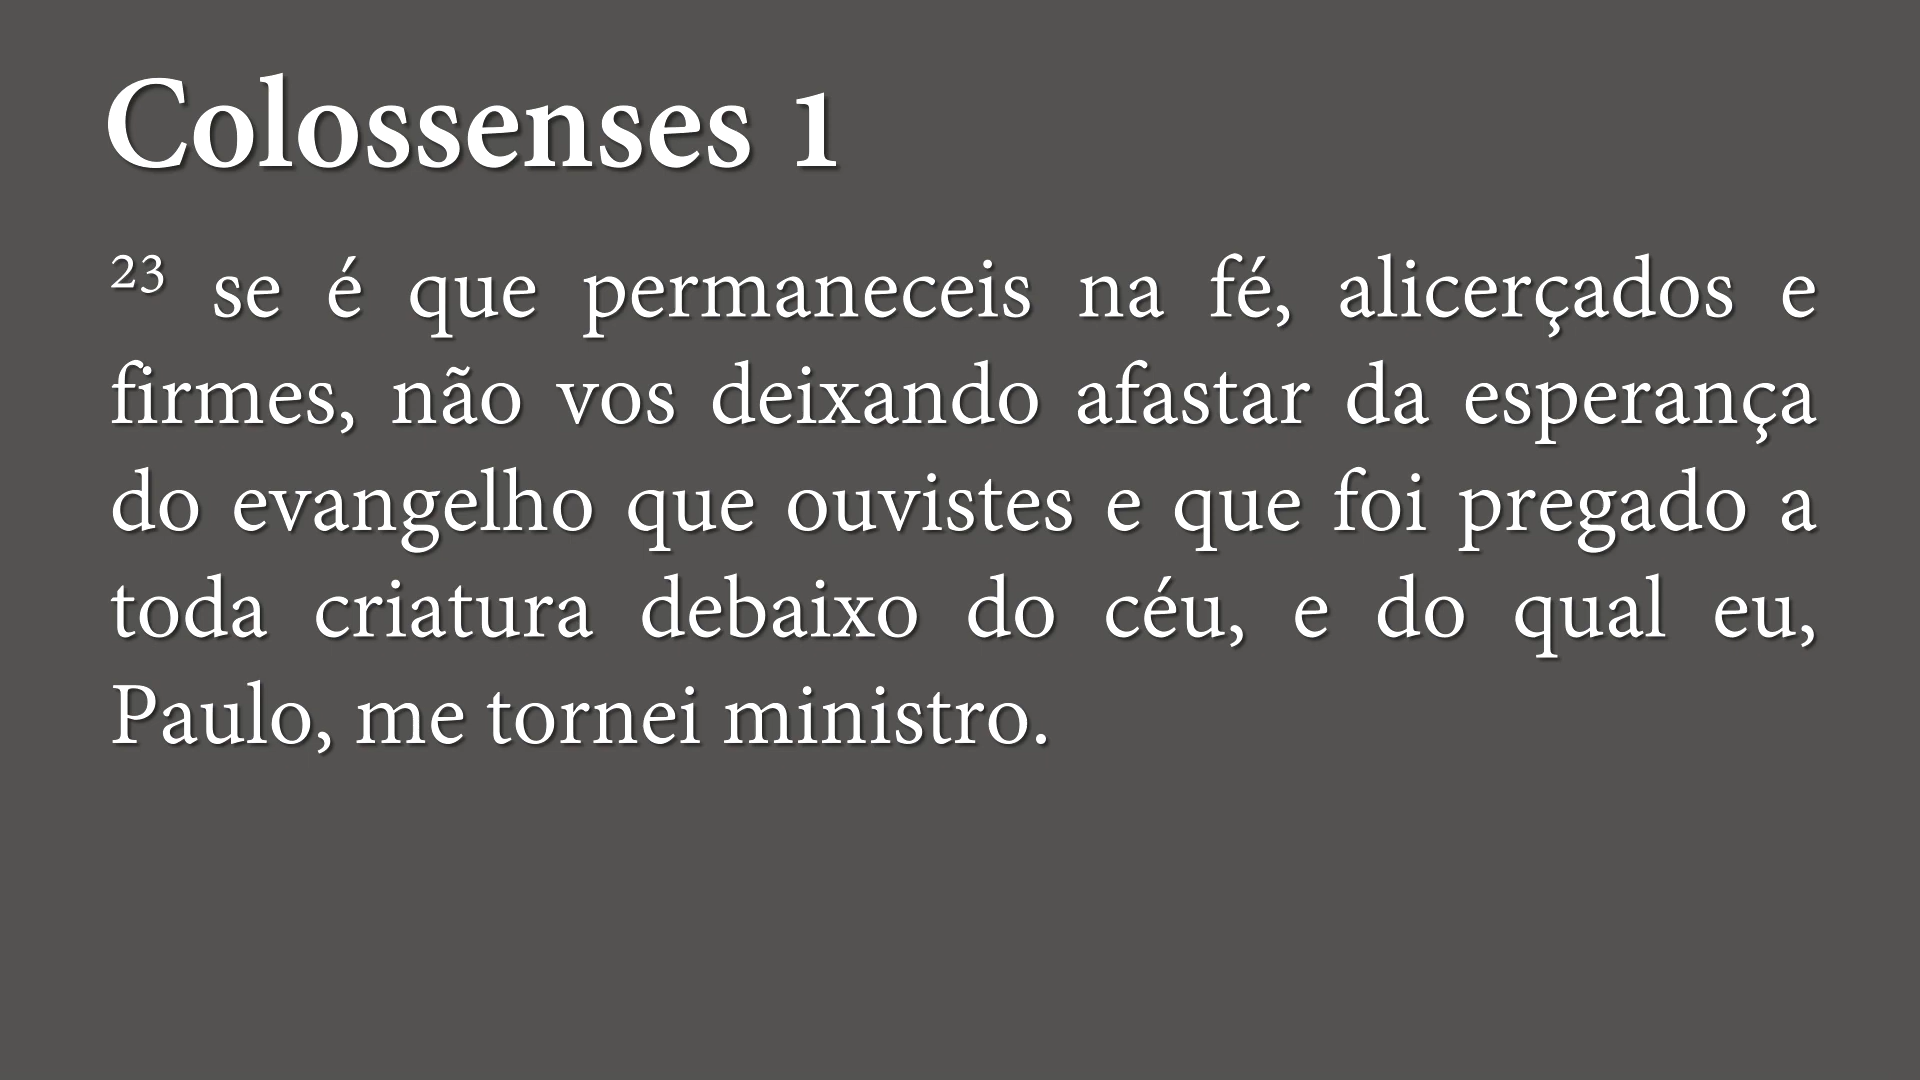 Colossenses 1
²³ se é que permaneceis na fé, alicerçados e
firmes, não vos deixando afastar da esperança
do evangelho que ouvistes e que foi pregado a
toda criatura debaixo do céu, e do qual eu,
Paulo, me tornei ministro.